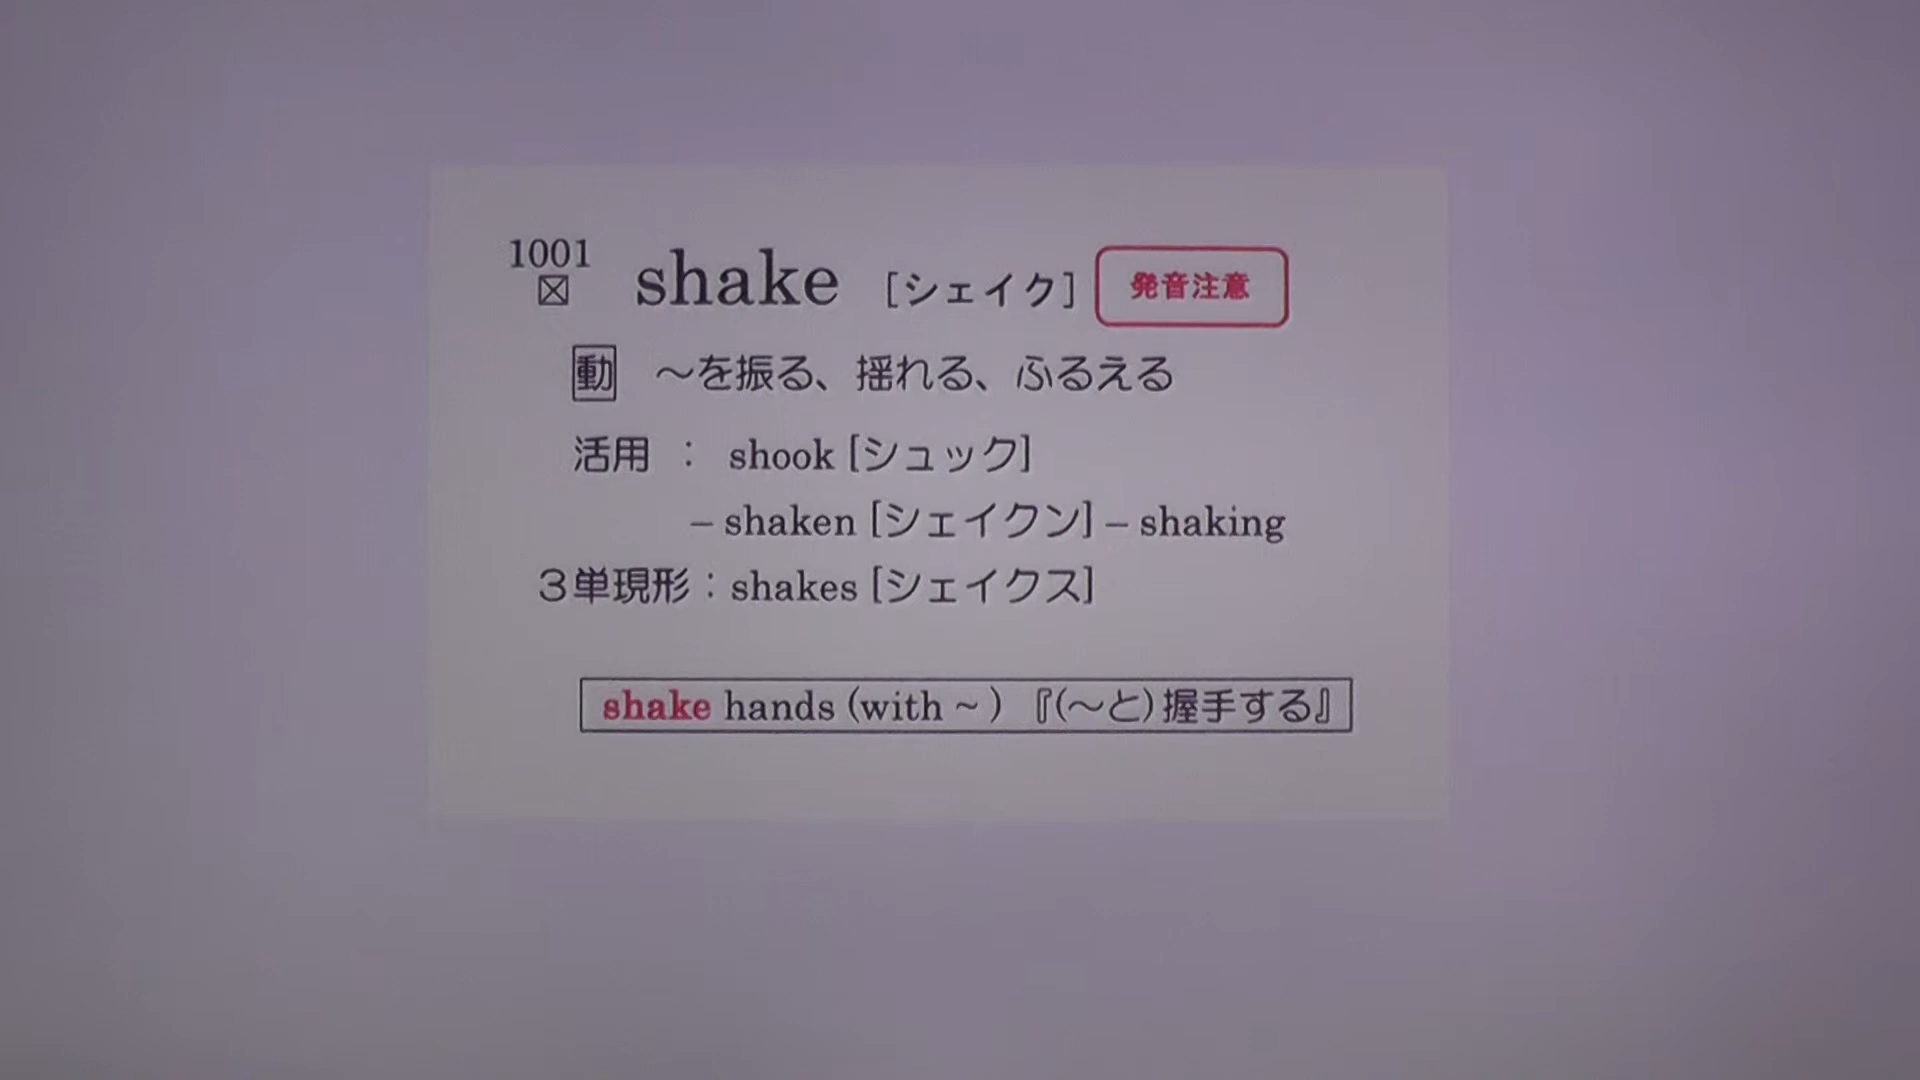 1001
☒ shake [シェイク] 発音注意
動 ～を振る、揺れる、ふるえる
活用 ： shook [シュック]
– shaken [シェイクン] – shaking
３単現形：shakes [シェイクス]
shake hands (with ~ ) 『(～と)握手する』